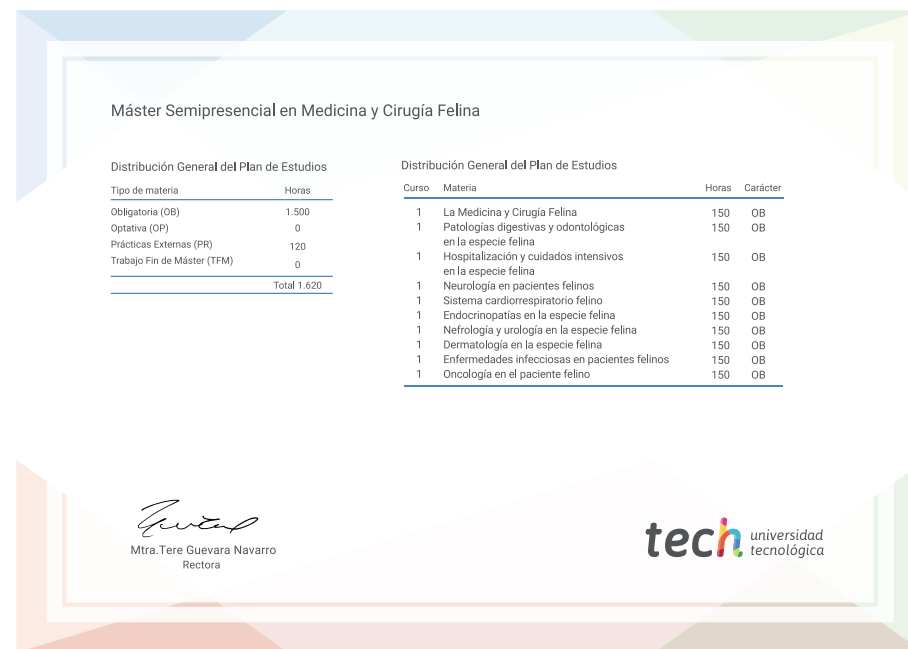 Máster Semipresencial en Medicina y Cirugía Felina
Distribución General del Plan de Estudios
Tipo de materia Horas
Obligatoria (OB) 1.500
Optativa (OP) 0
Prácticas Externas (PR) 120
Trabajo Fin de Máster (TFM) 0
Total 1.620
Distribución General del Plan de Estudios
Curso Materia Horas Carácter
1 La Medicina y Cirugía Felina 150 OB
1 Patologías digestivas y odontológicas 150 OB
en la especie felina
1 Hospitalización y cuidados intensivos 150 OB
en la especie felina
1 Neurología en pacientes felinos 150 OB
1 Sistema cardiorrespiratorio felino 150 OB
1 Endocrinopatías en la especie felina 150 OB
1 Nefrología y urología en la especie felina 150 OB
1 Dermatología en la especie felina 150 OB
1 Enfermedades infecciosas en pacientes felinos 150 OB
1 Oncología en el paciente felino 150 OB
Mtra.Tere Guevara Navarro
Rectora
tech universidad
tecnológica